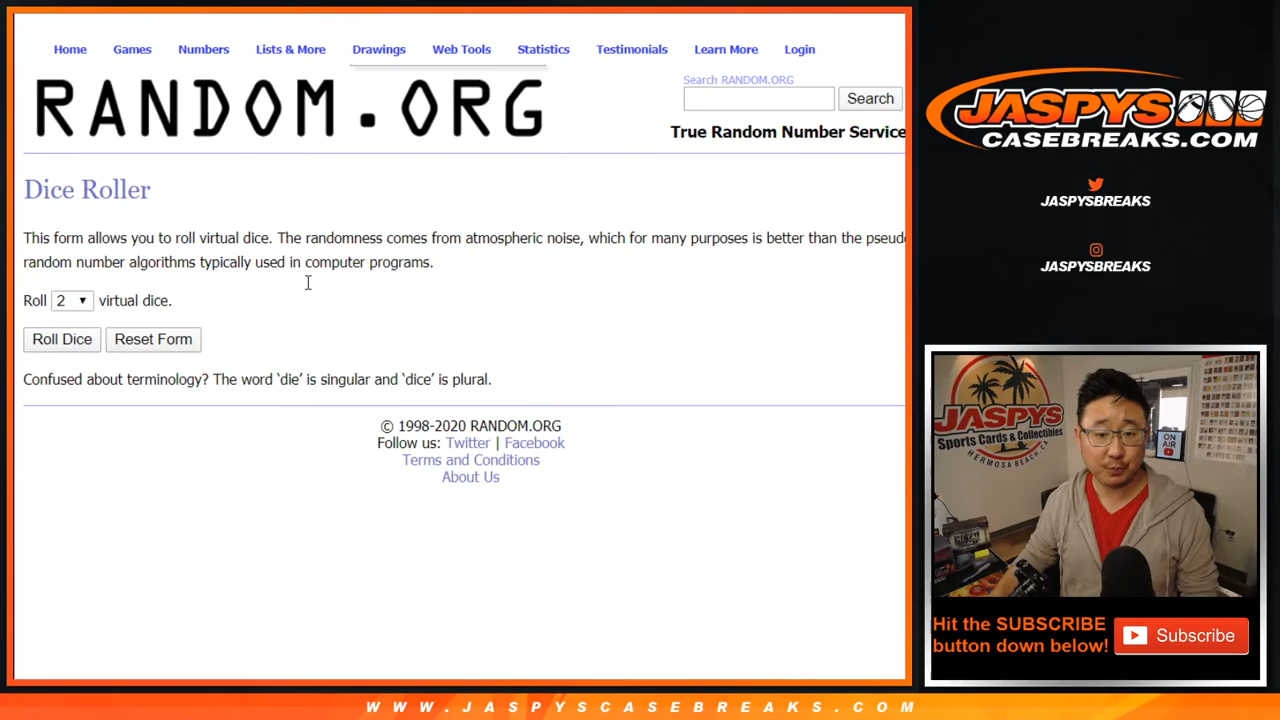 Home Games Numbers Lists & More Drawings Web Tools Statistics Testimonials Learn More Login
RANDOM.ORG
Search RANDOM.ORG
Search
True Random Number Service
Dice Roller
This form allows you to roll virtual dice. The randomness comes from atmospheric noise, which for many purposes is better than the pseudo
random number algorithms typically used in computer programs.
Roll 2 virtual dice.
Roll Dice Reset Form
Confused about terminology? The word ‘die’ is singular and ‘dice’ is plural.
© 1998-2020 RANDOM.ORG
Follow us: Twitter | Facebook
Terms and Conditions
About Us
JASPYS
CASEBREAKS.COM
JASPYSBREAKS
JASPYSBREAKS
JASPYS
Sports Cards & Collectibles
HERMOSA BEACH, CA
ON
AIR
Hit the SUBSCRIBE
button down below!
Subscribe
WWW.JASPYSCASEBREAKS.COM